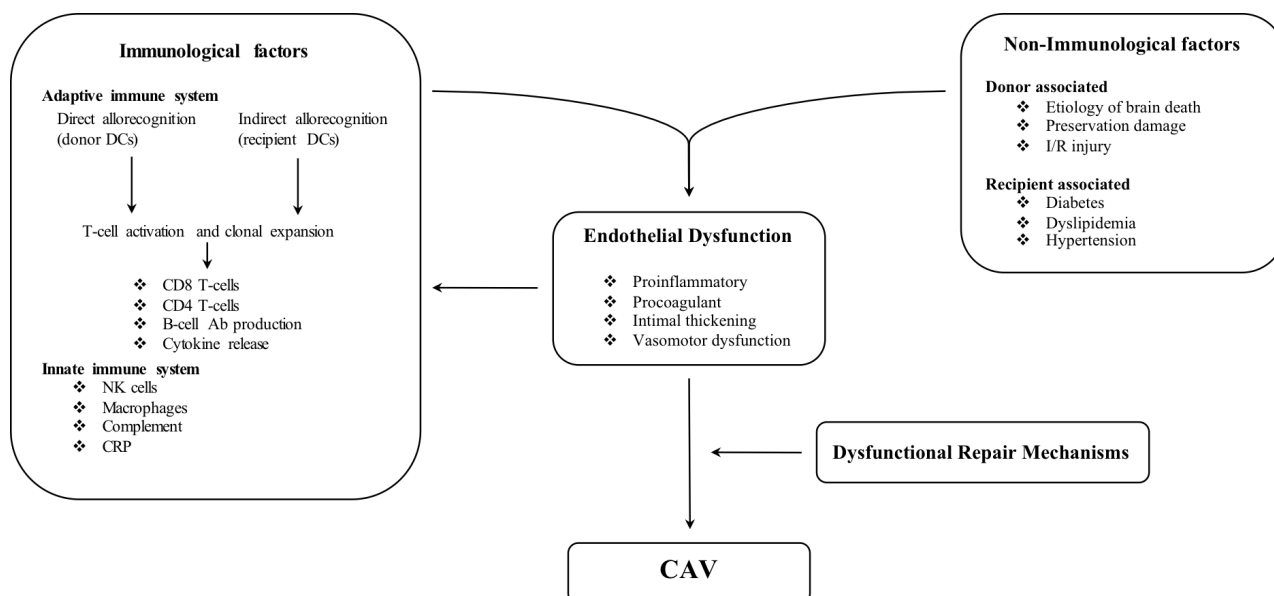 Immunological factors
Adaptive immune system
Direct allorecognition
(donor DCs)
Indirect allorecognition
(recipient DCs)
T-cell activation and clonal expansion
❖ CD8 T-cells
❖ CD4 T-cells
❖ B-cell Ab production
❖ Cytokine release
Innate immune system
❖ NK cells
❖ Macrophages
❖ Complement
❖ CRP
Non-Immunological factors
Donor associated
❖ Etiology of brain death
❖ Preservation damage
❖ I/R injury
Recipient associated
❖ Diabetes
❖ Dyslipidemia
❖ Hypertension
Endothelial Dysfunction
❖ Proinflammatory
❖ Procoagulant
❖ Intimal thickening
❖ Vasomotor dysfunction
Dysfunctional Repair Mechanisms
CAV